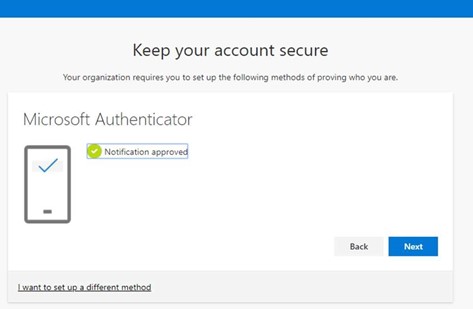 Keep your account secure
Your organization requires you to set up the following methods of proving who you are.
Microsoft Authenticator
Notification approved
Back
Next
I want to set up a different method